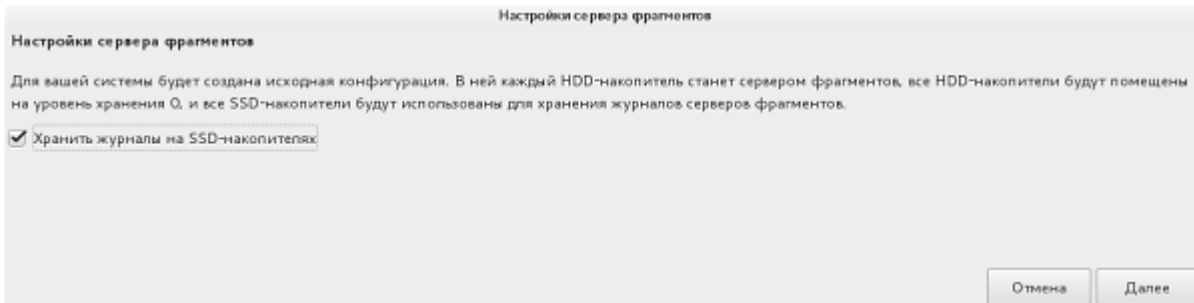 Настройки сервера фрагментов
Настройки сервера фрагментов
Для вашей системы будет создана исходная конфигурация. В ней каждый HDD-накопитель станет сервером фрагментов, все HDD-накопители будут помещены
на уровень хранения 0, и все SSD-накопители будут использованы для хранения журналов серверов фрагментов.
Хранить журналы на SSD-накопителях
Отмена Далее